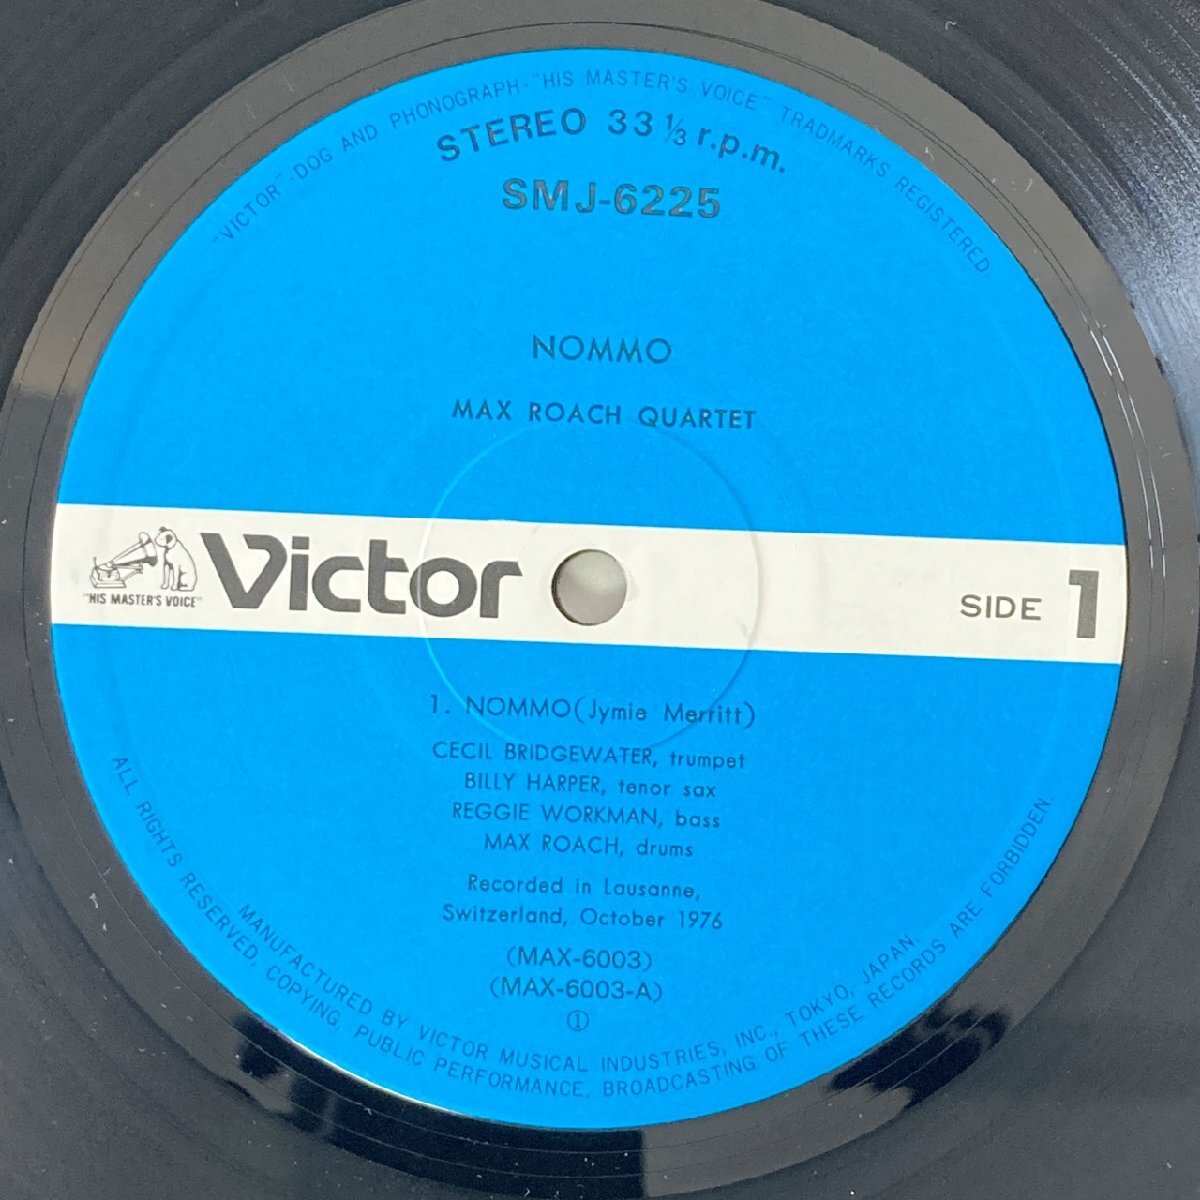 "VICTOR"-DOG AND PHONOGRAPH-"HIS MASTER'S VOICE" TRADMARKS REGISTERED.
STEREO 33 1/3 r.p.m.
SMJ-6225
NOMMO
MAX ROACH QUARTET
"HIS MASTER'S VOICE"
Victor
SIDE 1
1. NOMMO(Jymie Merritt)
CECIL BRIDGEWATER, trumpet
BILLY HARPER, tenor sax
REGGIE WORKMAN, bass
MAX ROACH, drums
Recorded in Lausanne,
Switzerland, October 1976
(MAX-6003)
(MAX-6003-A)
①
MANUFACTURED BY VICTOR MUSICAL INDUSTRIES, INC., TOKYO, JAPAN.
ALL RIGHTS RESERVED, COPYING, PUBLIC PERFORMANCE, BROADCASTING OF THESE RECORDS ARE FORBIDDEN.